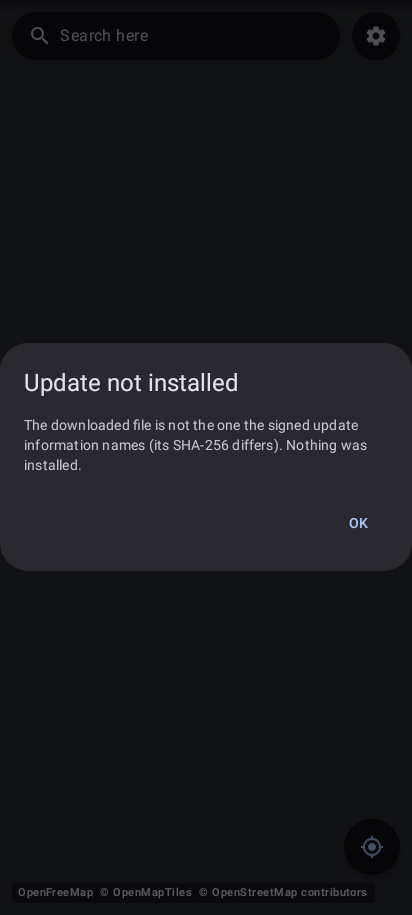 Search here
Update not installed
The downloaded file is not the one the signed update
information names (its SHA-256 differs). Nothing was
installed.
OK
OpenFreeMap © OpenMapTiles © OpenStreetMap contributors